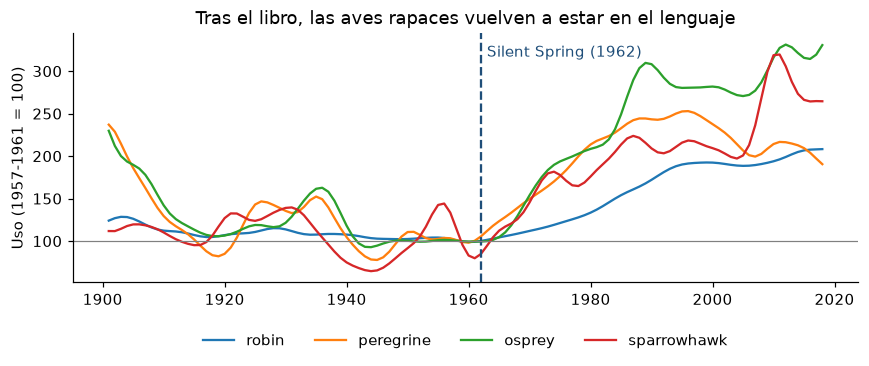 Tras el libro, las aves rapaces vuelven a estar en el lenguaje
Silent Spring (1962)
Uso (1957-1961 = 100)
300
250
200
150
100
1900
1920
1940
1960
1980
2000
2020
robin
peregrine
osprey
sparrowhawk